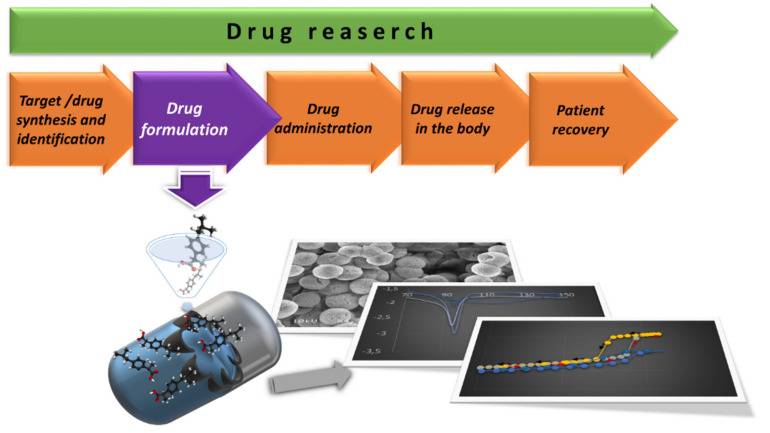 Drug reaserch
Target /drug
synthesis and
identification
Drug
formulation
Drug
administration
Drug release
in the body
Patient
recovery
-1.5
70
90
110
130
150
-2
-2,5
-3
-3,5